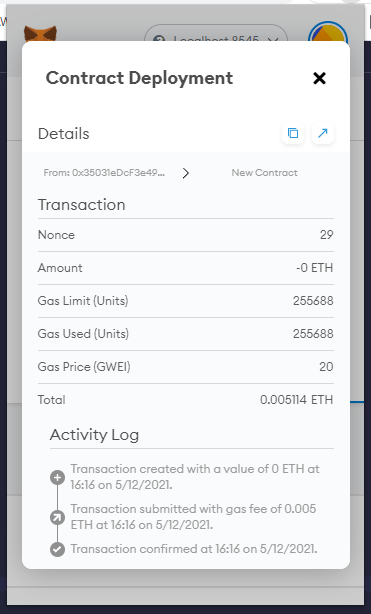 Localhost 8545
Contract Deployment
Details
From: 0x35031eDcF3e49...
New Contract
Transaction
Nonce 29
Amount -0 ETH
Gas Limit (Units) 255688
Gas Used (Units) 255688
Gas Price (GWEI) 20
Total 0.005114 ETH
Activity Log
Transaction created with a value of 0 ETH at
16:16 on 5/12/2021.
Transaction submitted with gas fee of 0.005
ETH at 16:16 on 5/12/2021.
Transaction confirmed at 16:16 on 5/12/2021.